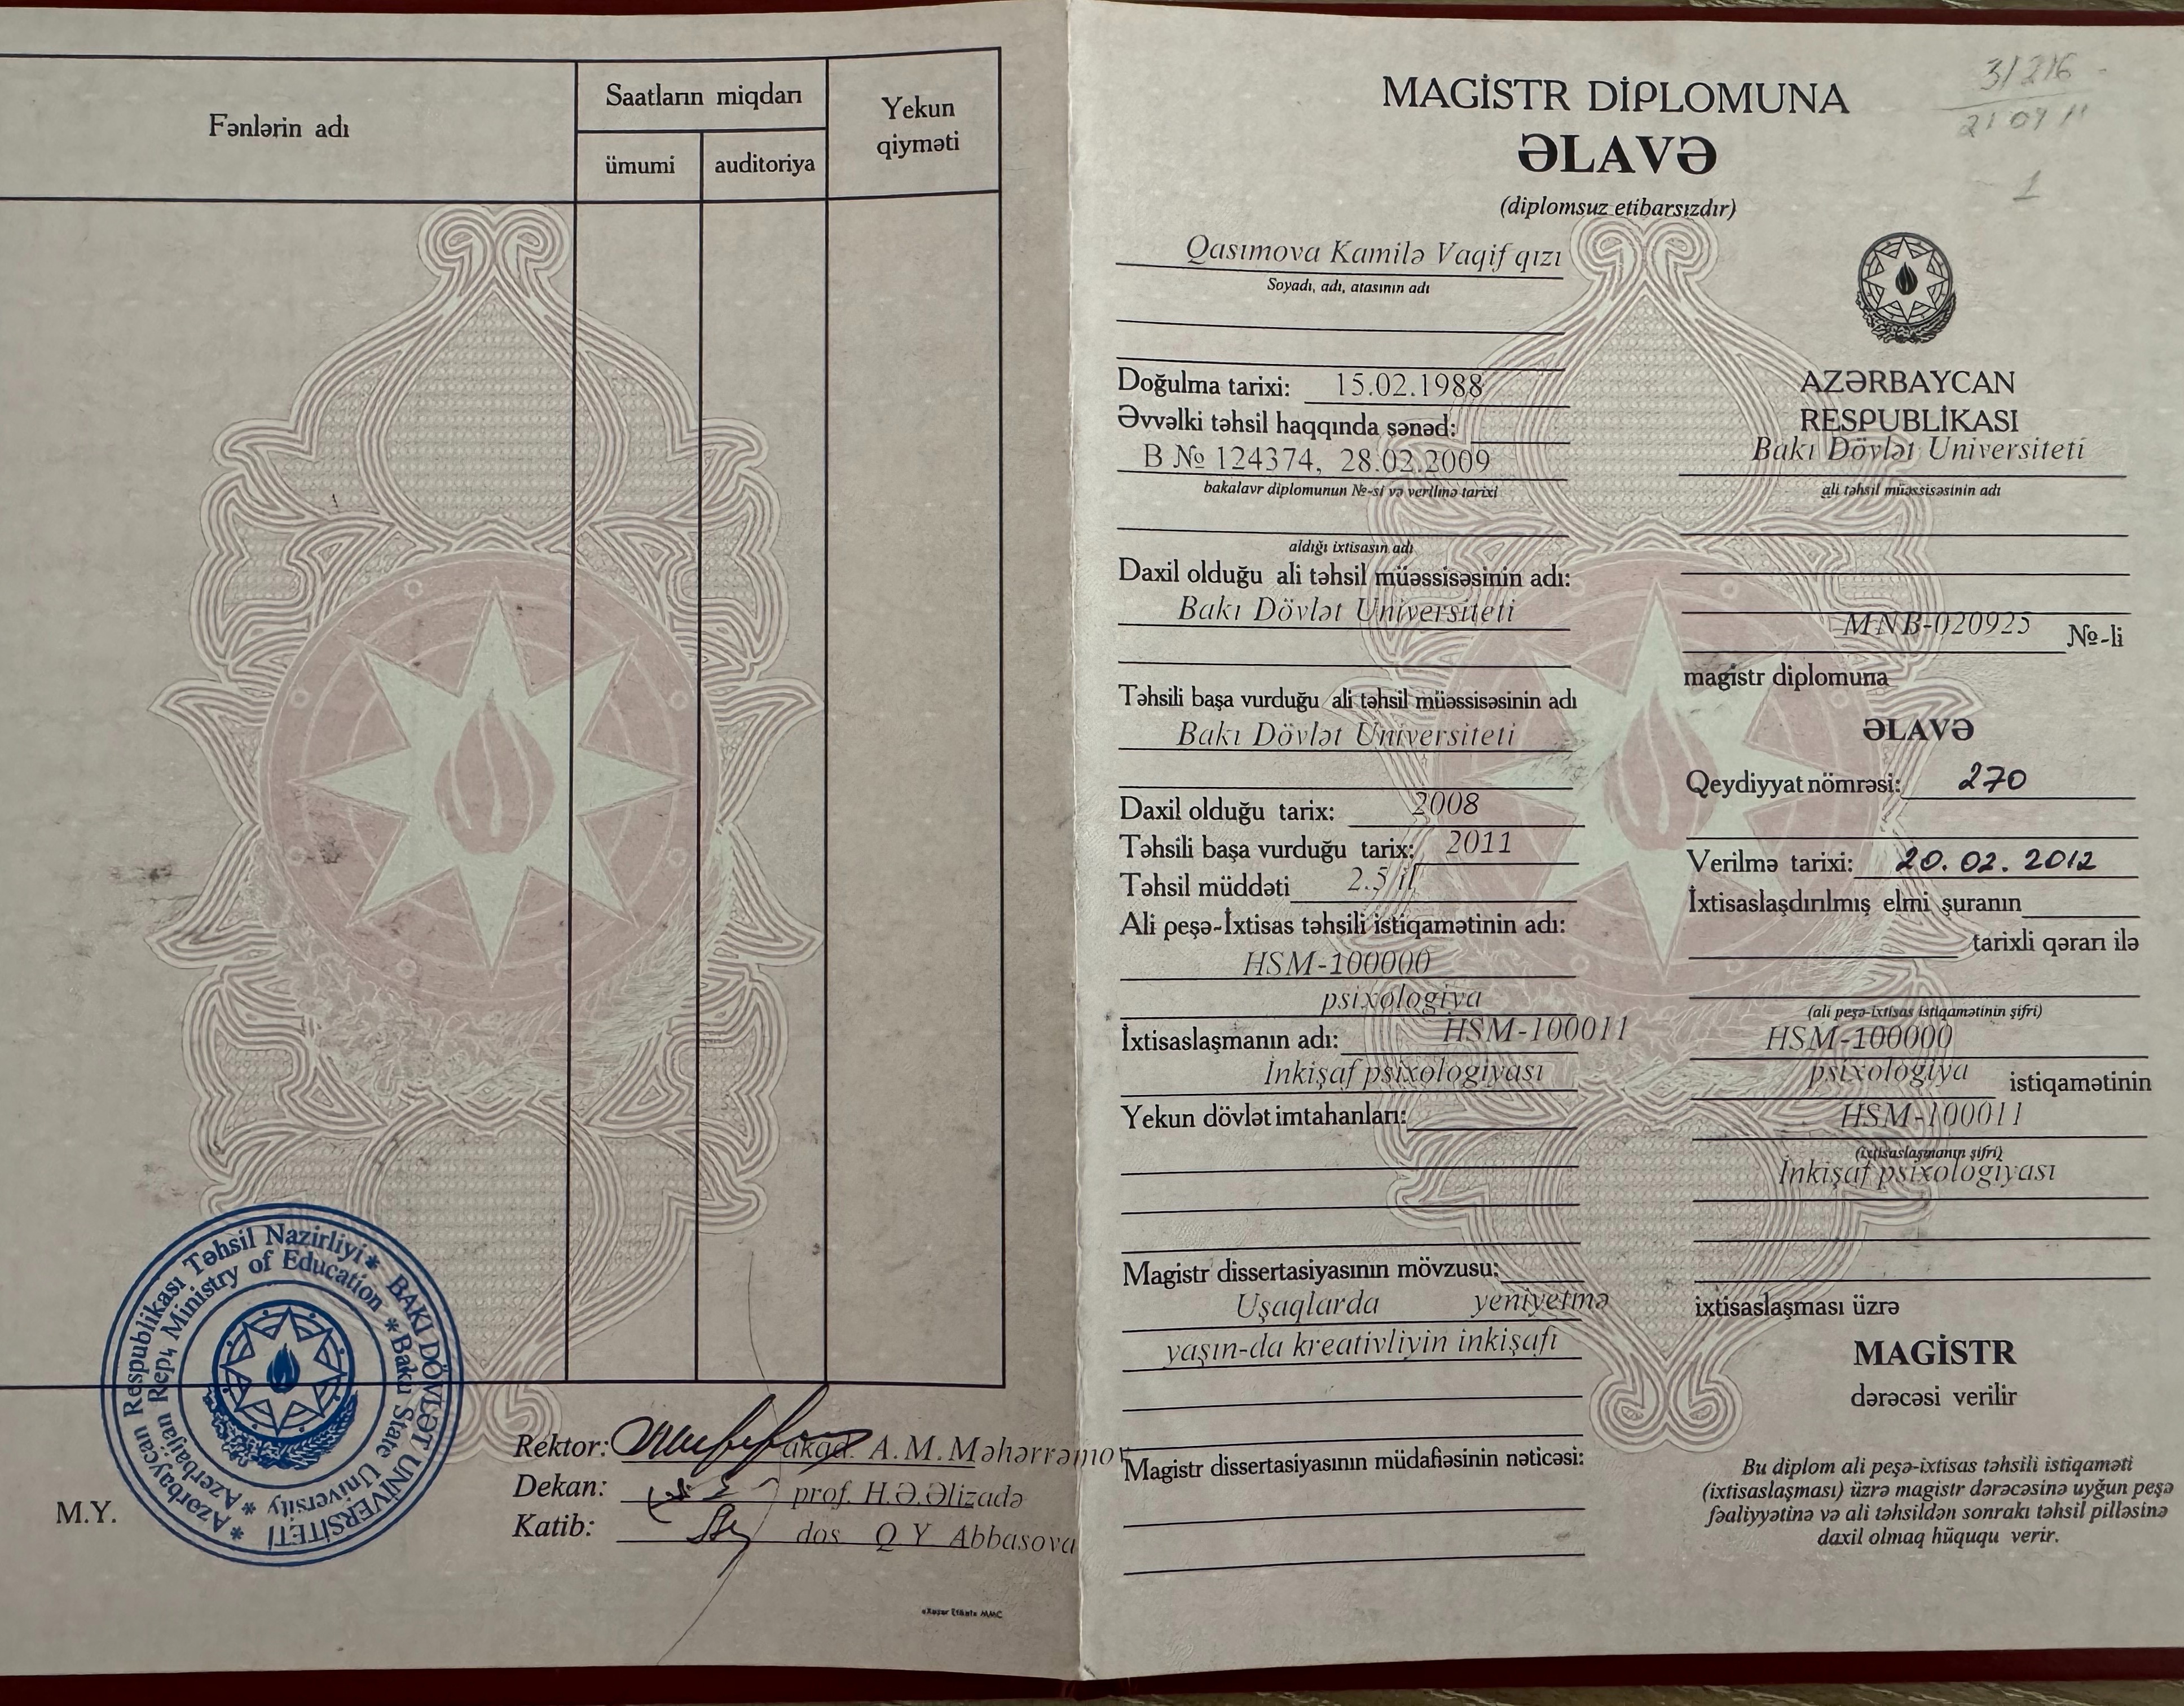 Fənlərin adı
Saatların miqdarı
ümumi
auditoriya
Yekun
qiyməti
Azərbaycan Respublikası Təhsil Nazirliyi * BAKI DÖVLƏT UNİVERSİTETİ *
Ministry of Education * Baku State University * Azerbaijan
M.Y.
Rektor: akad. A.M.Məhərrəmov
Dekan: prof. H.Ə.Əlizadə
Katib: dos Q.Y. Abbasova
MAGİSTR DİPLOMUNA
ƏLAVƏ
(diplomsuz etibarsızdır)
1
Qasımova Kamilə Vaqif qızı
Soyadı, adı, atasının adı
Doğulma tarixi: 15.02.1988
Əvvəlki təhsil haqqında sənəd:
B № 124374, 28.02.2009
bakalavr diplomunun №-si və verilmə tarixi
aldığı ixtisasın adı
Daxil olduğu ali təhsil müəssisəsinin adı:
Bakı Dövlət Universiteti
Təhsili başa vurduğu ali təhsil müəssisəsinin adı
Bakı Dövlət Universiteti
Daxil olduğu tarix: 2008
Təhsili başa vurduğu tarix: 2011
Təhsil müddəti 2.5 il
Ali peşə-İxtisas təhsili istiqamətinin adı:
HSM-100000
psixologiya
İxtisaslaşmanın adı: HSM-100011
İnkişaf psixologiyası
Yekun dövlət imtahanları:
Magistr dissertasiyasının mövzusu:
Uşaqlarda yeniyetmə
yaşın-da kreativliyin inkişafı
Magistr dissertasiyasının müdafiəsinin nəticəsi:
AZƏRBAYCAN
RESPUBLİKASI
Bakı Dövlət Universiteti
ali təhsil müəssisəsinin adı
MNB-020925 №-li
magistr diplomuna
ƏLAVƏ
Qeydiyyat nömrəsi: 270
Verilmə tarixi: 20.02.2012
İxtisaslaşdırılmış elmi şuranın
tarixli qərarı ilə
(ali peşə-ixtisas istiqamətinin şifri)
HSM-100000
psixologiya istiqamətinin
HSM-100011
(ixtisaslaşmanın şifri)
İnkişaf psixologiyası
ixtisaslaşması üzrə
MAGİSTR
dərəcəsi verilir
Bu diplom ali peşə-ixtisas təhsili istiqaməti
(ixtisaslaşması) üzrə magistr dərəcəsinə uyğun peşə
fəaliyyətinə və ali təhsildən sonrakı təhsil pilləsinə
daxil olmaq hüququ verir.